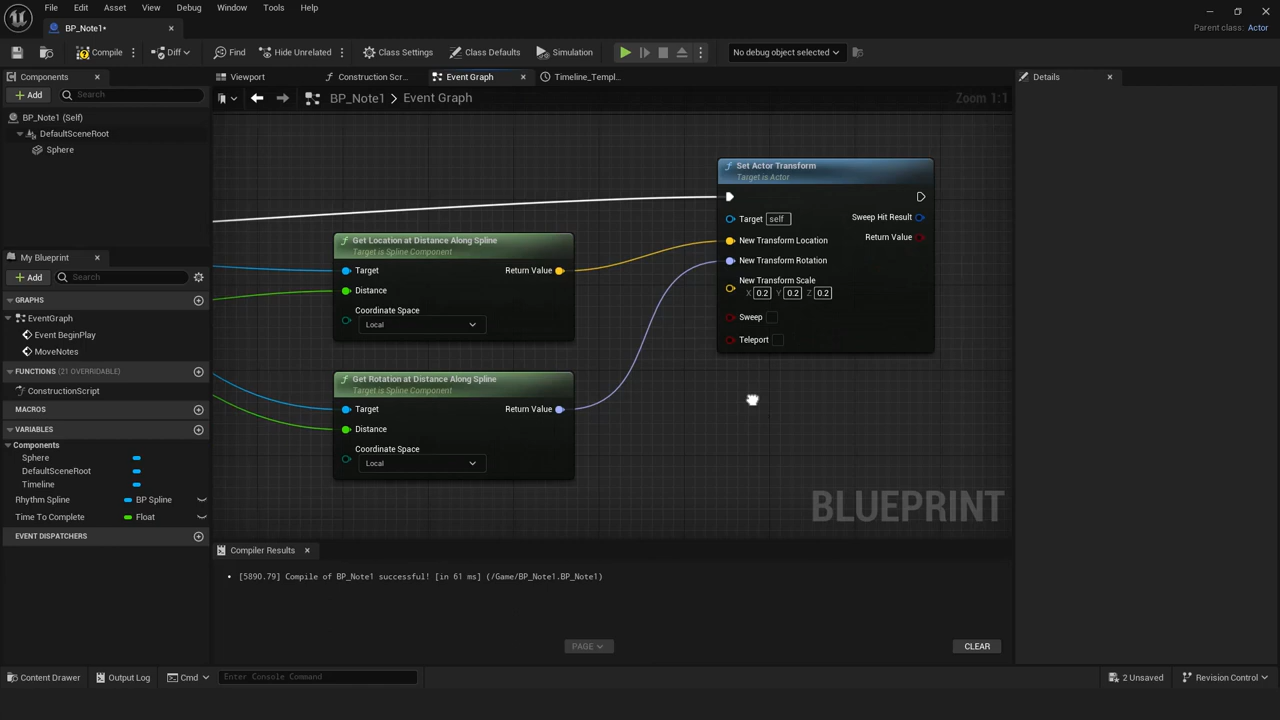 File Edit Asset View Debug Window Tools Help
BP_Note1*
Parent class: Actor
Compile Diff Find Hide Unrelated Class Settings Class Defaults Simulation No debug object selected
Components Viewport Construction Scr... Event Graph Timeline_Templ... Details
Add Search
BP_Note1 > Event Graph Zoom 1:1
BP_Note1 (Self)
DefaultSceneRoot
Sphere
My Blueprint
Add Search
GRAPHS
EventGraph
Event BeginPlay
MoveNotes
FUNCTIONS (21 OVERRIDABLE)
ConstructionScript
MACROS
VARIABLES
Components
Sphere
DefaultSceneRoot
Timeline
Rhythm Spline BP Spline
Time To Complete Float
EVENT DISPATCHERS
Get Location at Distance Along Spline
Target is Spline Component
Target Return Value
Distance
Coordinate Space
Local
Get Rotation at Distance Along Spline
Target is Spline Component
Target Return Value
Distance
Coordinate Space
Local
Set Actor Transform
Target is Actor
Target self Sweep Hit Result
New Transform Location Return Value
New Transform Rotation
New Transform Scale
X 0.2 Y 0.2 Z 0.2
Sweep
Teleport
BLUEPRINT
Compiler Results
[5890.79] Compile of BP_Note1 successful! [in 61 ms] (/Game/BP_Note1.BP_Note1)
PAGE CLEAR
Content Drawer Output Log Cmd Enter Console Command 2 Unsaved Revision Control